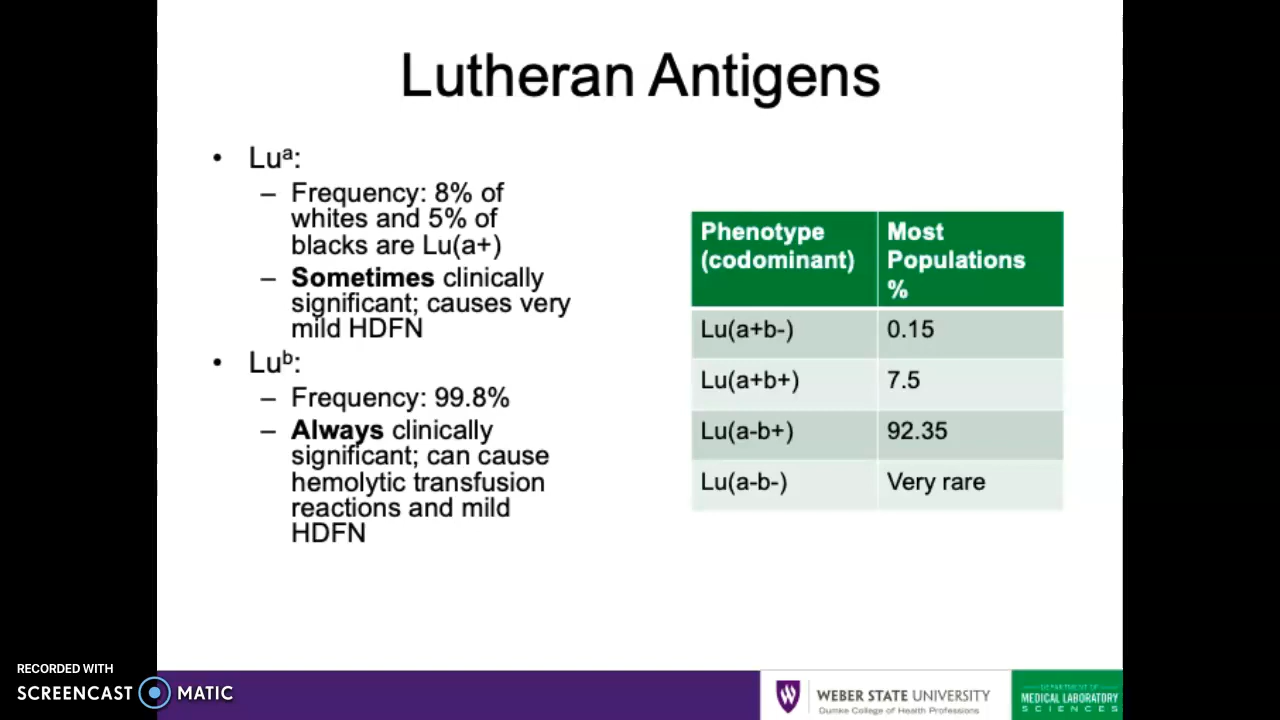 Lutheran Antigens
• Luᵃ:
– Frequency: 8% of
whites and 5% of
blacks are Lu(a+)
– Sometimes clinically
significant; causes very
mild HDFN
• Luᵇ:
– Frequency: 99.8%
– Always clinically
significant; can cause
hemolytic transfusion
reactions and mild
HDFN
Phenotype
(codominant)
Most
Populations
%
Lu(a+b-) 0.15
Lu(a+b+) 7.5
Lu(a-b+) 92.35
Lu(a-b-) Very rare
RECORDED WITH
SCREENCAST MATIC
WEBER STATE UNIVERSITY
Dumke College of Health Professions
DEPARTMENT OF
MEDICAL LABORATORY
SCIENCES